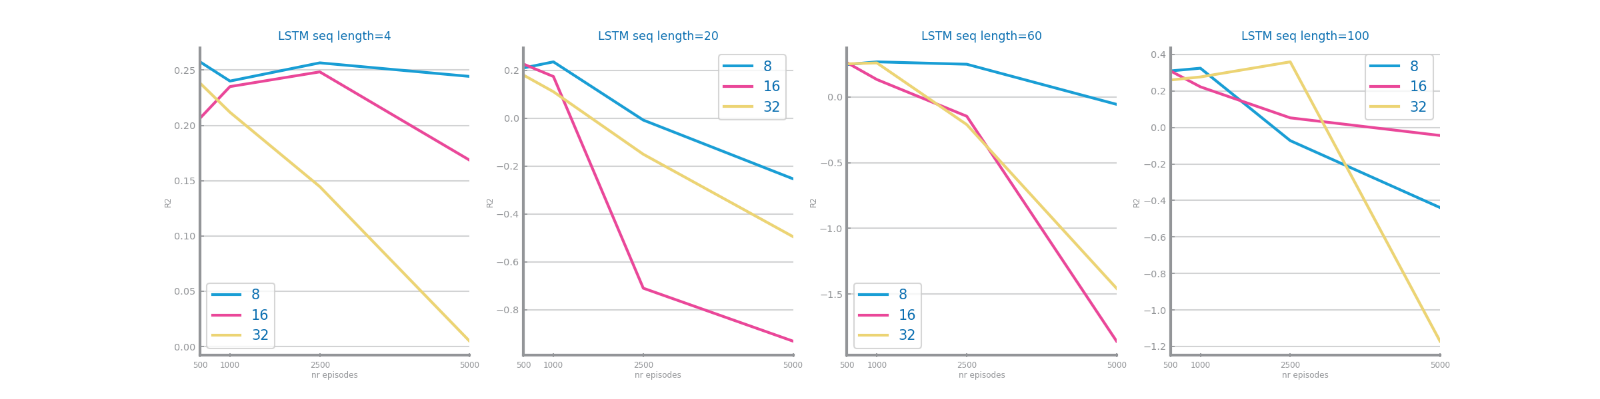 LSTM seq length=4
0.25
0.20
0.15
0.10
0.05
0.00
R2
8
16
32
500 1000 2500 5000
nr episodes
LSTM seq length=20
0.2
0.0
−0.2
−0.4
−0.6
−0.8
R2
8
16
32
500 1000 2500 5000
nr episodes
LSTM seq length=60
0.0
−0.5
−1.0
−1.5
R2
8
16
32
500 1000 2500 5000
nr episodes
LSTM seq length=100
0.4
0.2
0.0
−0.2
−0.4
−0.6
−0.8
−1.0
−1.2
R2
8
16
32
500 1000 2500 5000
nr episodes